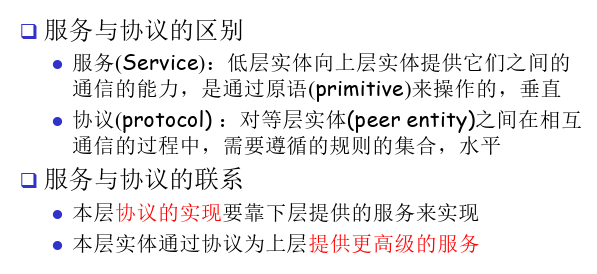 服务与协议的区别
服务(Service)：低层实体向上层实体提供它们之间的
通信的能力，是通过原语(primitive)来操作的，垂直
协议(protocol) ：对等层实体(peer entity)之间在相互
通信的过程中，需要遵循的规则的集合，水平
服务与协议的联系
本层协议的实现要靠下层提供的服务来实现
本层实体通过协议为上层提供更高级的服务